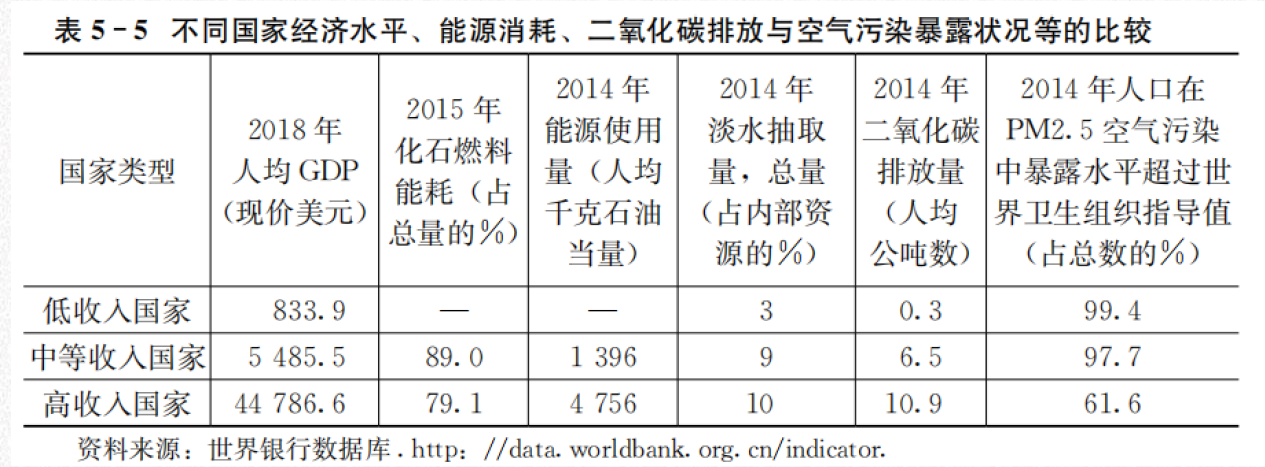 表 5-5 不同国家经济水平、能源消耗、二氧化碳排放与空气污染暴露状况等的比较
国家类型
2018 年
人均 GDP
（现价美元）
2015 年
化石燃料
能耗（占
总量的%）
2014 年
能源使用
量（人均
千克石油
当量）
2014 年
淡水抽取
量，总量
（占内部资
源的%）
2014 年
二氧化碳
排放量
（人均
公吨数）
2014 年人口在
PM2.5 空气污染
中暴露水平超过世
界卫生组织指导值
（占总数的%）
低收入国家 833.9 — — 3 0.3 99.4
中等收入国家 5 485.5 89.0 1 396 9 6.5 97.7
高收入国家 44 786.6 79.1 4 756 10 10.9 61.6
资料来源：世界银行数据库.http：//data.worldbank.org.cn/indicator.